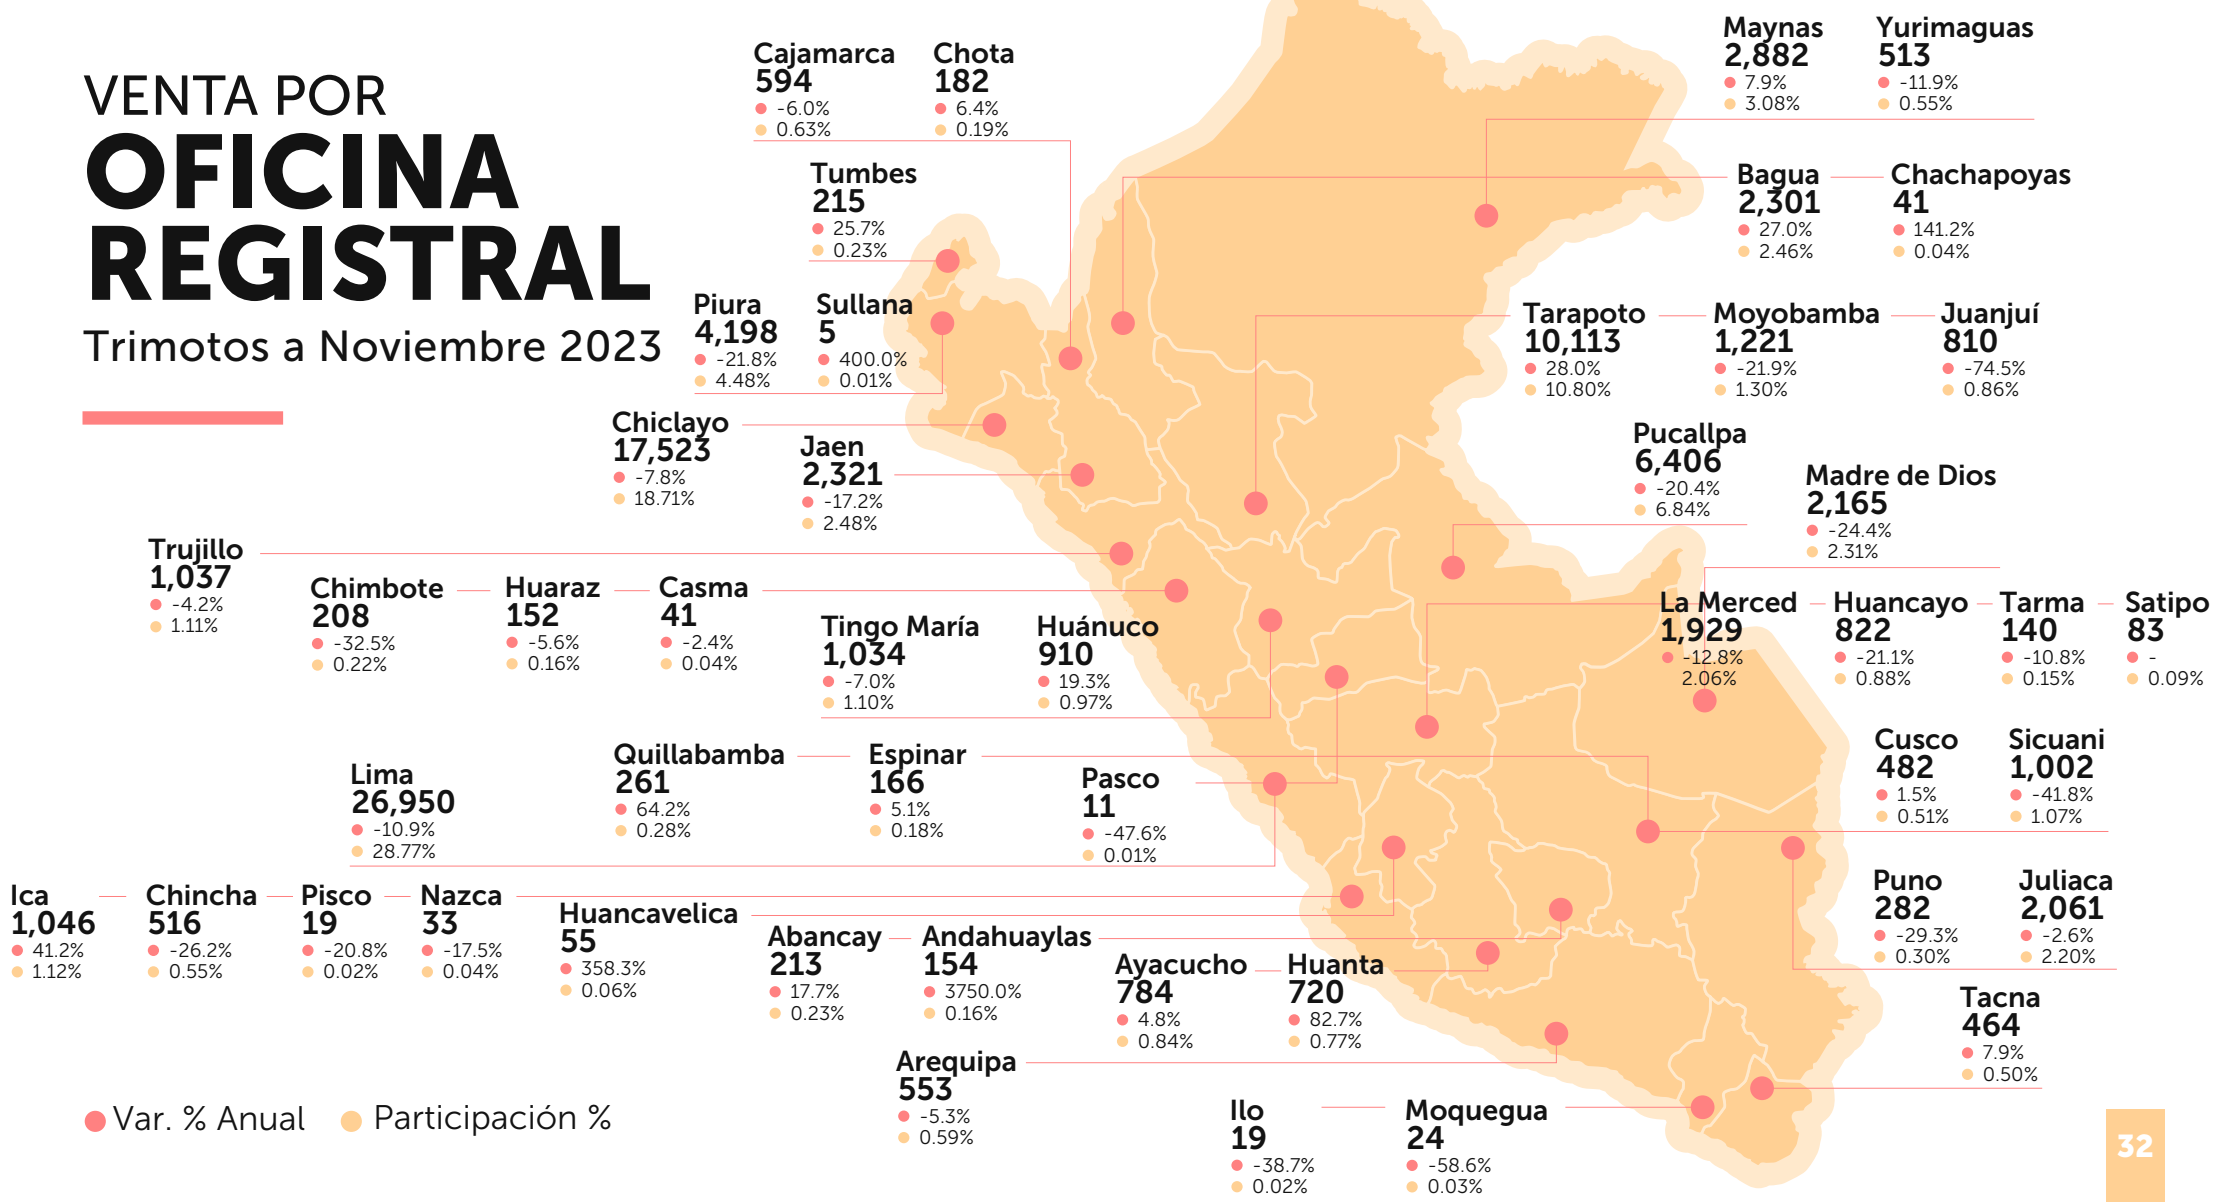 VENTA POR
OFICINA
REGISTRAL
Trimotos a Noviembre 2023
Cajamarca
594
-6.0%
0.63%
Chota
182
6.4%
0.19%
Maynas
2,882
7.9%
3.08%
Yurimaguas
513
-11.9%
0.55%
Tumbes
215
25.7%
0.23%
Bagua
2,301
27.0%
2.46%
Chachapoyas
41
141.2%
0.04%
Piura
4,198
-21.8%
4.48%
Sullana
5
400.0%
0.01%
Tarapoto
10,113
28.0%
10.80%
Moyobamba
1,221
-21.9%
1.30%
Juanjuí
810
-74.5%
0.86%
Chiclayo
17,523
-7.8%
18.71%
Jaen
2,321
-17.2%
2.48%
Pucallpa
6,406
-20.4%
6.84%
Madre de Dios
2,165
-24.4%
2.31%
Trujillo
1,037
-4.2%
1.11%
Chimbote
208
-32.5%
0.22%
Huaraz
152
-5.6%
0.16%
Casma
41
-2.4%
0.04%
Tingo María
1,034
-7.0%
1.10%
Huánuco
910
19.3%
0.97%
La Merced
1,929
-12.8%
2.06%
Huancayo
822
-21.1%
0.88%
Tarma
140
-10.8%
0.15%
Satipo
83
-
0.09%
Lima
26,950
-10.9%
28.77%
Quillabamba
261
64.2%
0.28%
Espinar
166
5.1%
0.18%
Pasco
11
-47.6%
0.01%
Cusco
482
1.5%
0.51%
Sicuani
1,002
-41.8%
1.07%
Ica
1,046
41.2%
1.12%
Chincha
516
-26.2%
0.55%
Pisco
19
-20.8%
0.02%
Nazca
33
-17.5%
0.04%
Huancavelica
55
358.3%
0.06%
Abancay
213
17.7%
0.23%
Andahuaylas
154
3750.0%
0.16%
Ayacucho
784
4.8%
0.84%
Huanta
720
82.7%
0.77%
Puno
282
-29.3%
0.30%
Juliaca
2,061
-2.6%
2.20%
Tacna
464
7.9%
0.50%
Arequipa
553
-5.3%
0.59%
Ilo
19
-38.7%
0.02%
Moquegua
24
-58.6%
0.03%
Var. % Anual
Participación %
32